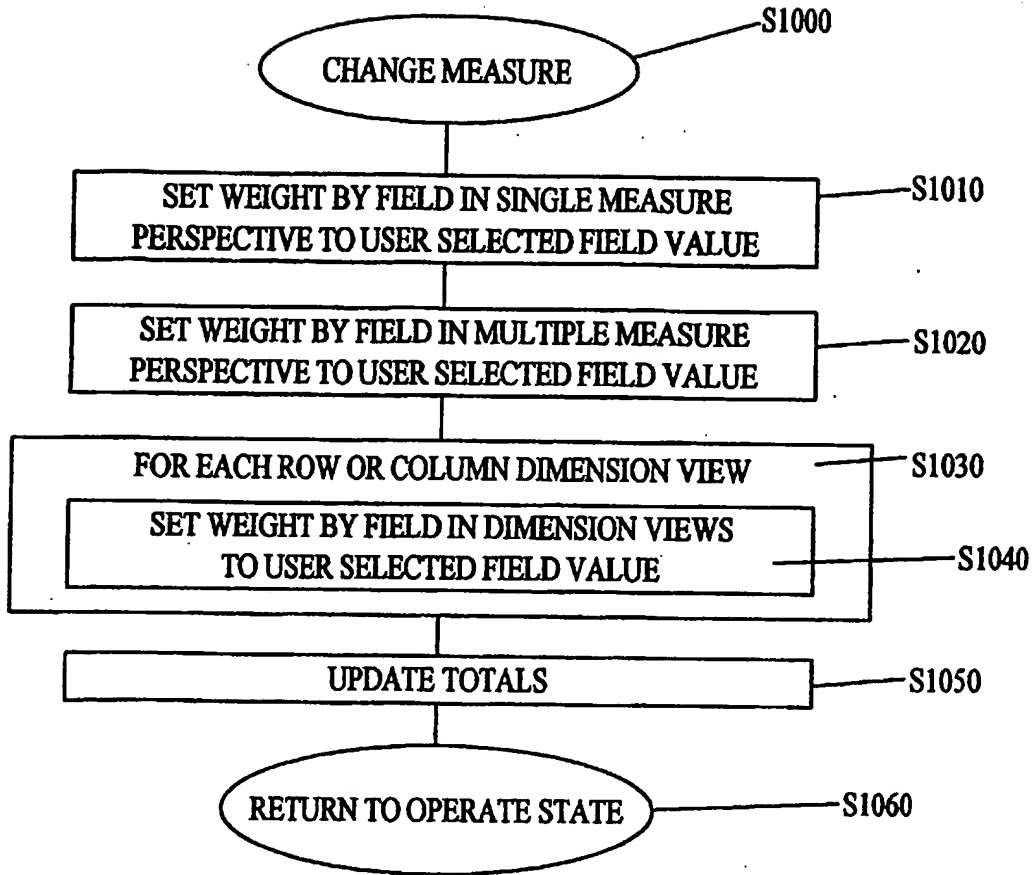 S1000
CHANGE MEASURE
SET WEIGHT BY FIELD IN SINGLE MEASURE
PERSPECTIVE TO USER SELECTED FIELD VALUE
S1010
SET WEIGHT BY FIELD IN MULTIPLE MEASURE
PERSPECTIVE TO USER SELECTED FIELD VALUE
S1020
FOR EACH ROW OR COLUMN DIMENSION VIEW
S1030
SET WEIGHT BY FIELD IN DIMENSION VIEWS
TO USER SELECTED FIELD VALUE
S1040
UPDATE TOTALS
S1050
RETURN TO OPERATE STATE
S1060